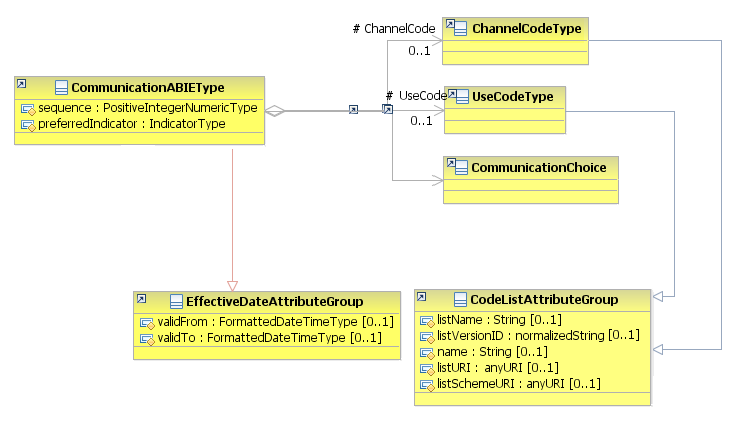 # ChannelCode
0..1
ChannelCodeType
CommunicationABIEType
sequence : PositiveIntegerNumericType
preferredIndicator : IndicatorType
# UseCode
0..1
UseCodeType
CommunicationChoice
EffectiveDateAttributeGroup
validFrom : FormattedDateTimeType [0..1]
validTo : FormattedDateTimeType [0..1]
CodeListAttributeGroup
listName : String [0..1]
listVersionID : normalizedString [0..1]
name : String [0..1]
listURI : anyURI [0..1]
listSchemeURI : anyURI [0..1]